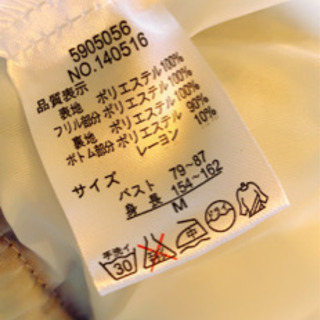 5905056
NO.140516
品質表示
表地 ポリエステル100%
フリル部分 ポリエステル100%
裏地 ポリエステル100%
ボトム部分 ポリエステル 90%
レーヨン 10%
サイズ
バスト 79~87
身長 154~162
M
手洗イ
30
中
ドライ